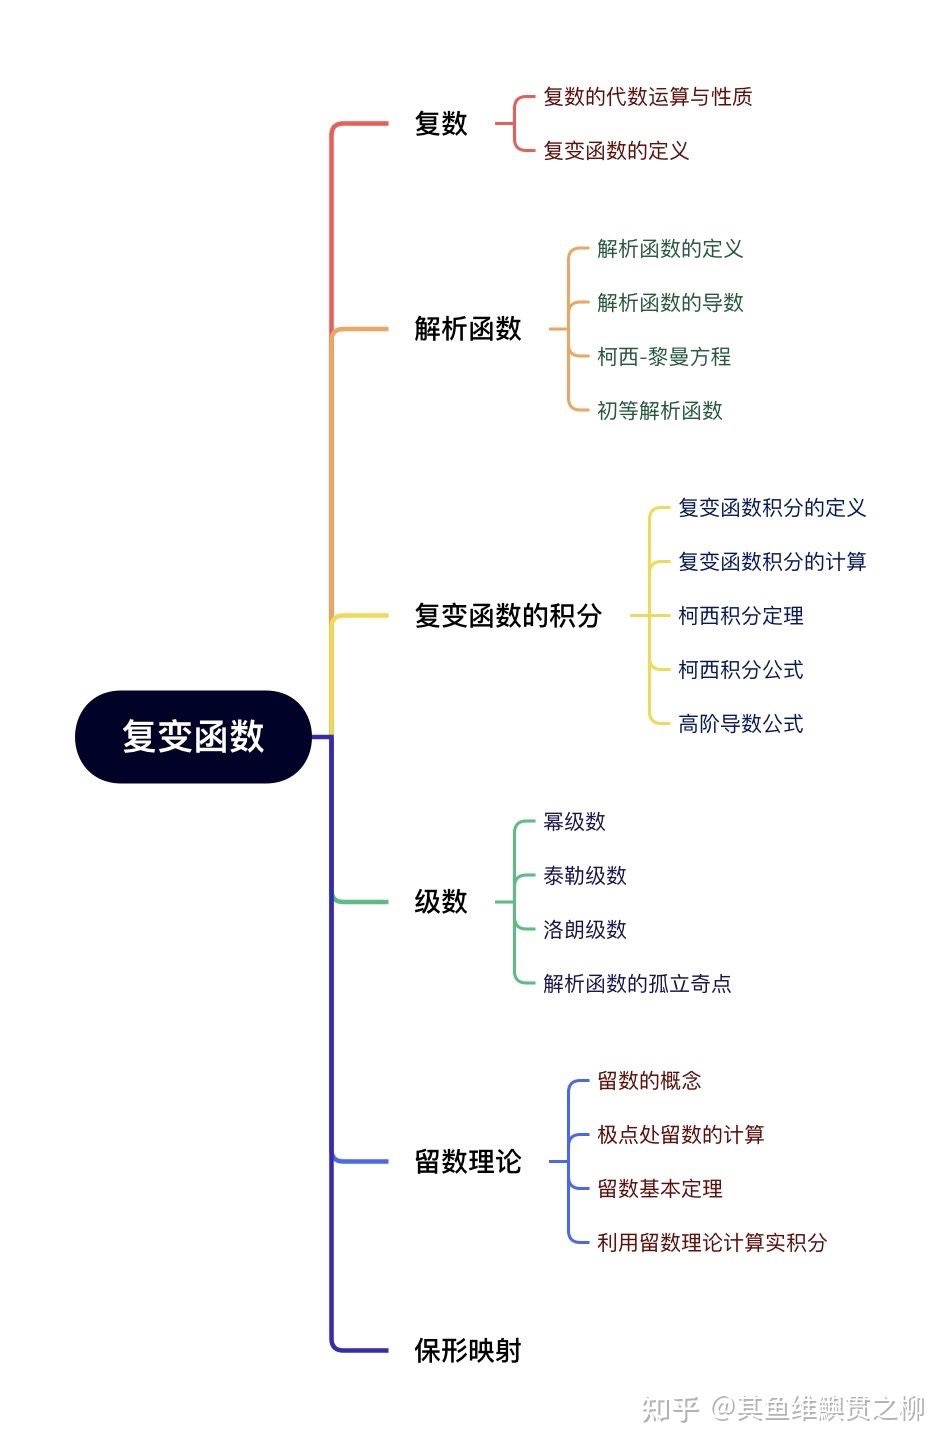 复数
复数的代数运算与性质
复变函数的定义
解析函数
解析函数的定义
解析函数的导数
柯西-黎曼方程
初等解析函数
复变函数的积分
复变函数积分的定义
复变函数积分的计算
柯西积分定理
柯西积分公式
高阶导数公式
复变函数
级数
幂级数
泰勒级数
洛朗级数
解析函数的孤立奇点
留数理论
留数的概念
极点处留数的计算
留数基本定理
利用留数理论计算实积分
保形映射
知乎 @其鱼维鱮贯之柳